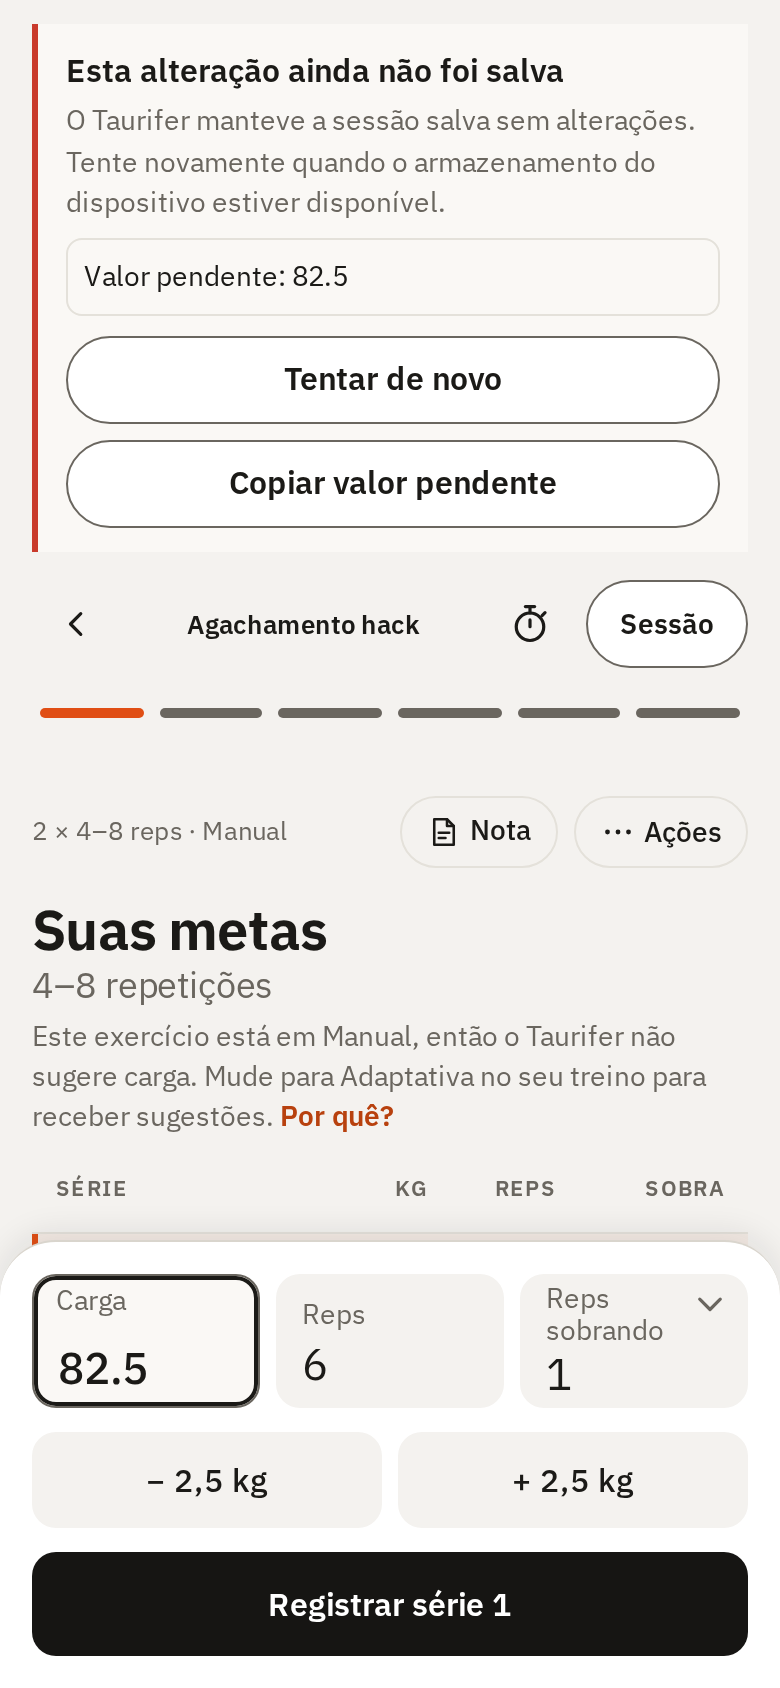 Esta alteração ainda não foi salva
O Taurifer manteve a sessão salva sem alterações.
Tente novamente quando o armazenamento do
dispositivo estiver disponível.
Valor pendente: 82.5
Tentar de novo
Copiar valor pendente
Agachamento hack
Sessão
2 × 4–8 reps · Manual
Nota
Ações
Suas metas
4–8 repetições
Este exercício está em Manual, então o Taurifer não
sugere carga. Mude para Adaptativa no seu treino para
receber sugestões. Por quê?
SÉRIE KG REPS SOBRA
Carga
82.5
Reps
6
Reps
sobrando
1
− 2,5 kg
+ 2,5 kg
Registrar série 1